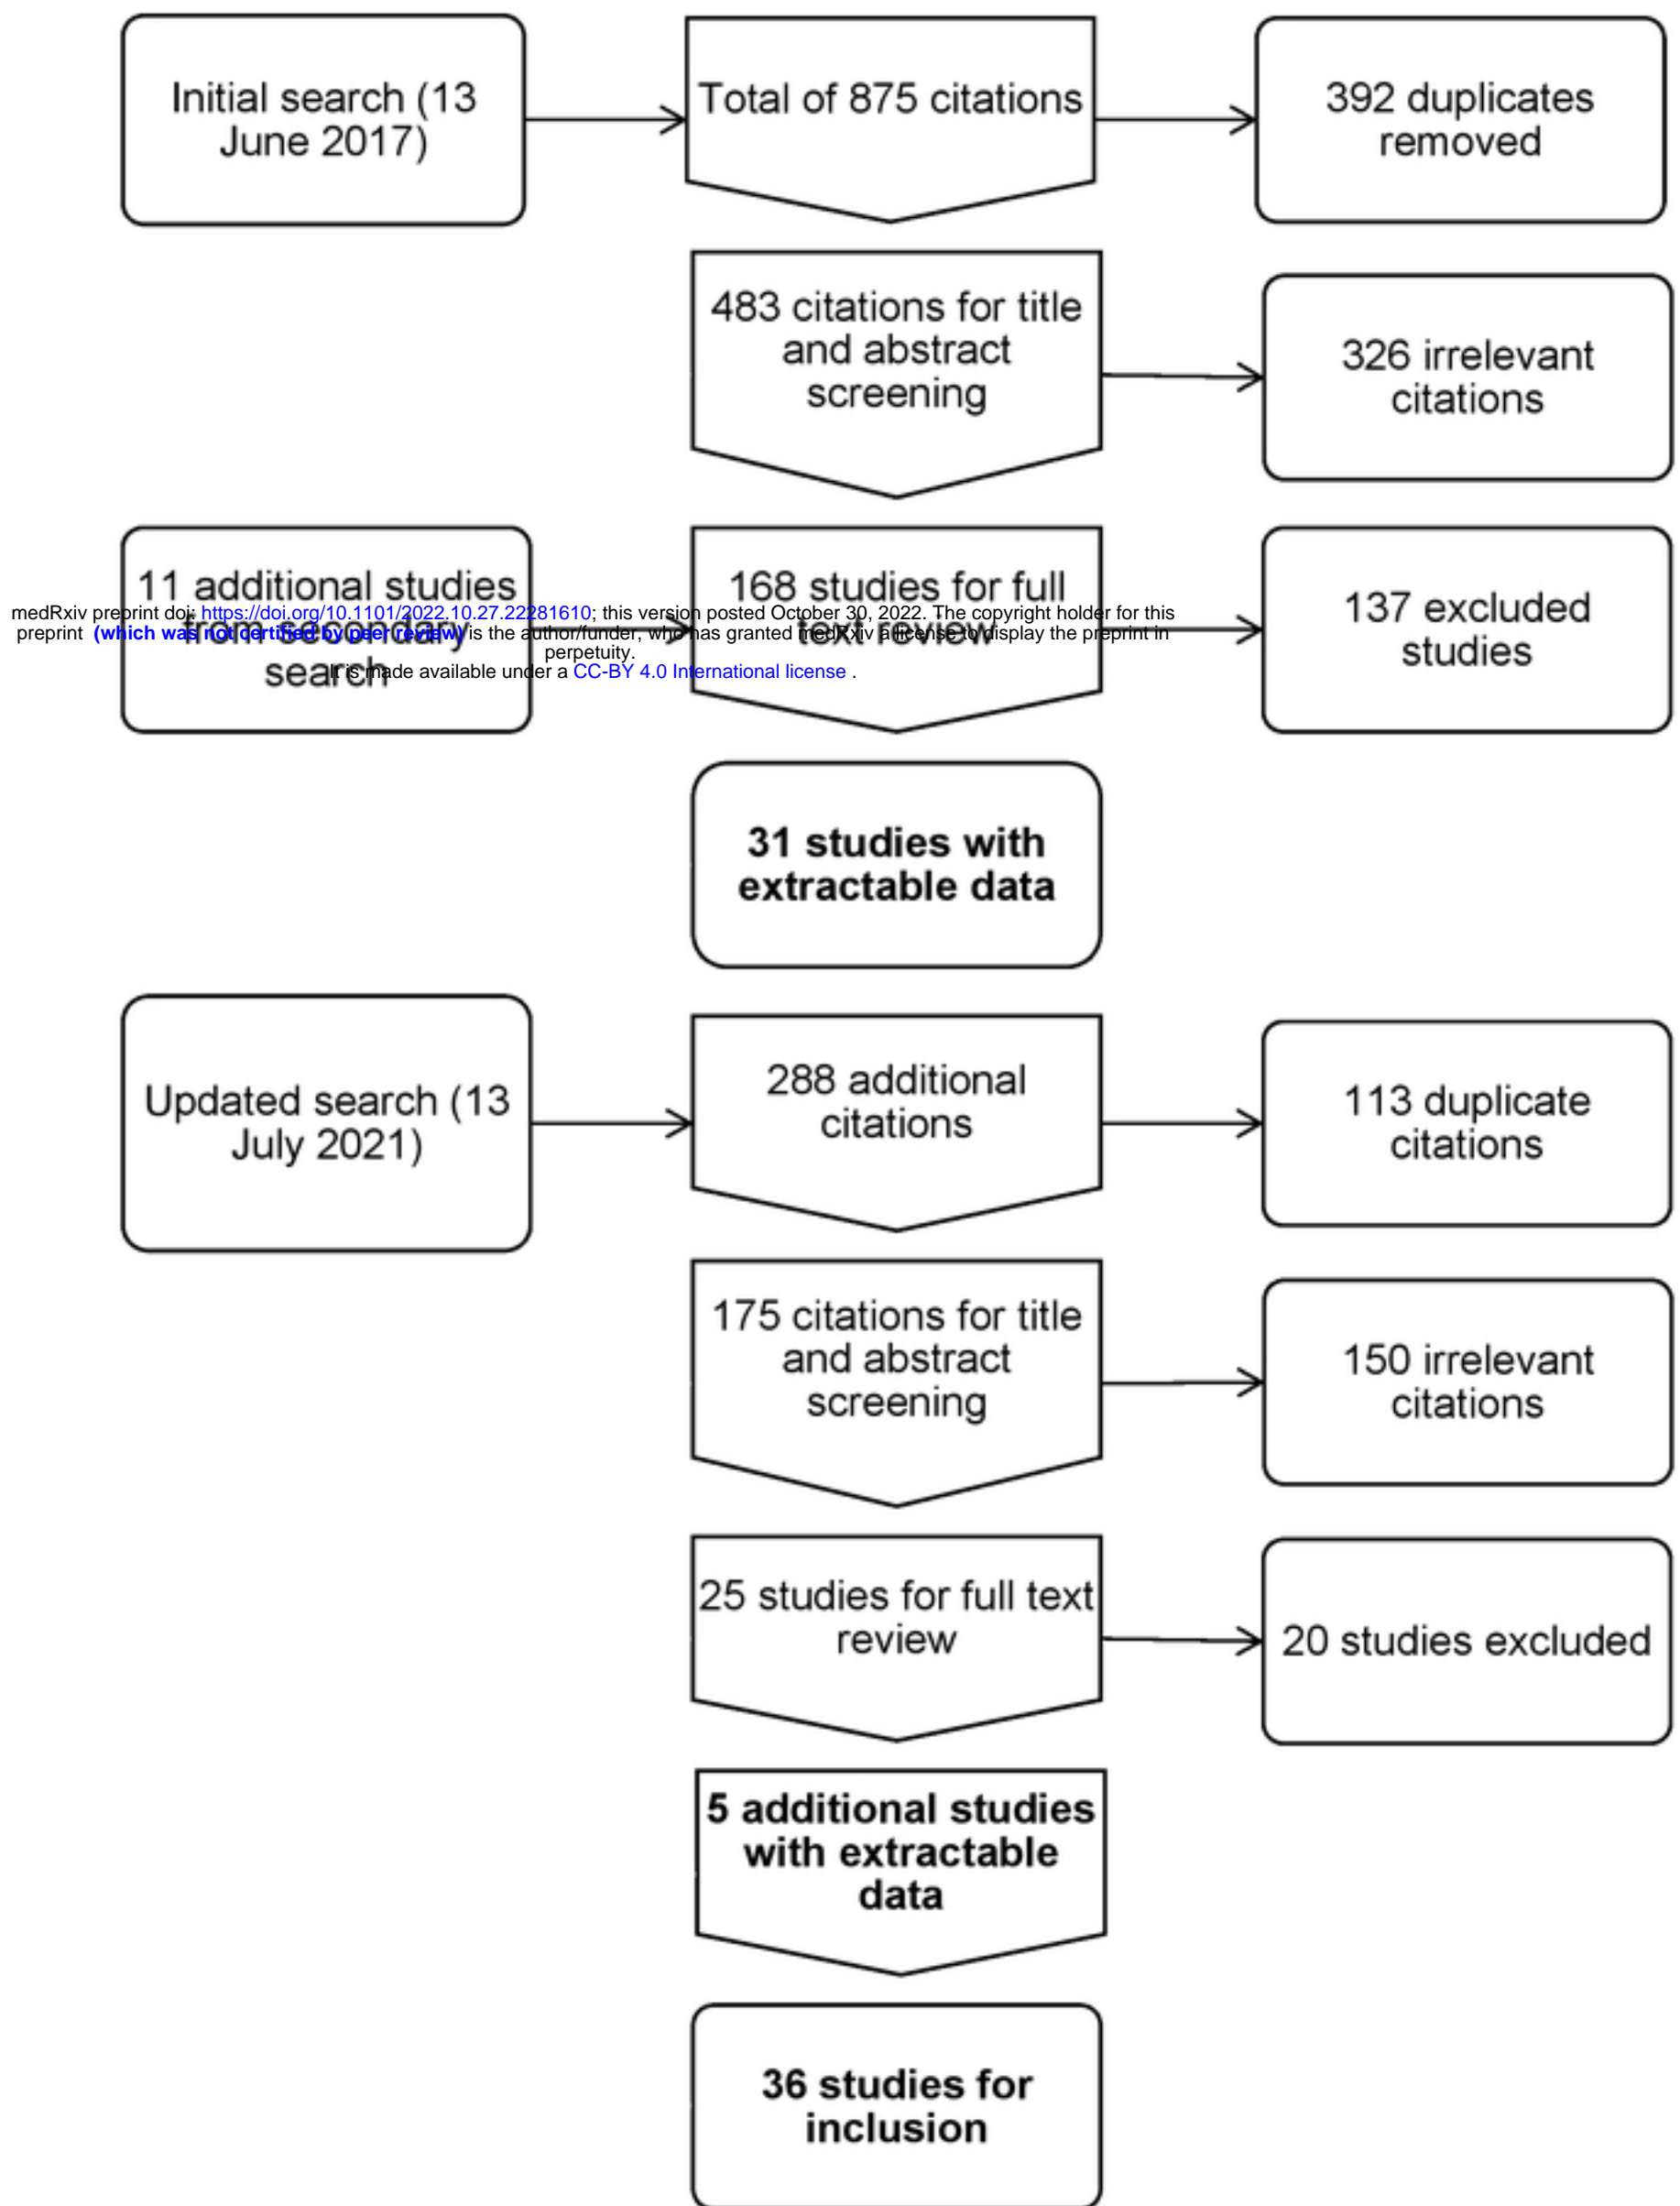 Initial search (13
June 2017)
Total of 875 citations
392 duplicates
removed
483 citations for title
and abstract
screening
326 irrelevant
citations
11 additional studies
from secondary
search
168 studies for full
text review
137 excluded
studies
medRxiv preprint doi: https://doi.org/10.1101/2022.10.27.22281610; this version posted October 30, 2022. The copyright holder for this
preprint (which was not certified by peer review) is the author/funder, who has granted medRxiv a license to display the preprint in
perpetuity.
It is made available under a CC-BY 4.0 International license .
31 studies with
extractable data
Updated search (13
July 2021)
288 additional
citations
113 duplicate
citations
175 citations for title
and abstract
screening
150 irrelevant
citations
25 studies for full text
review
20 studies excluded
5 additional studies
with extractable
data
36 studies for
inclusion